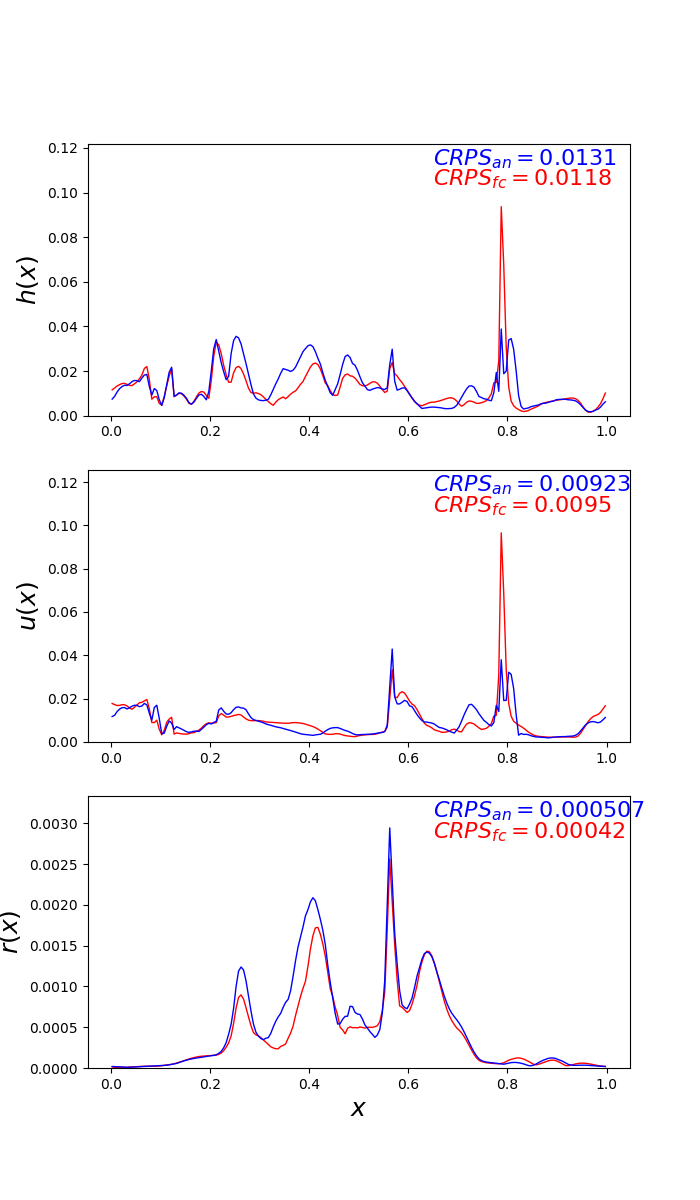 CRPS_an = 0.0131
CRPS_fc = 0.0118
h(x)
0.12
0.10
0.08
0.06
0.04
0.02
0.00
0.0 0.2 0.4 0.6 0.8 1.0
CRPS_an = 0.00923
CRPS_fc = 0.0095
u(x)
0.12
0.10
0.08
0.06
0.04
0.02
0.00
0.0 0.2 0.4 0.6 0.8 1.0
CRPS_an = 0.000507
CRPS_fc = 0.00042
r(x)
0.0030
0.0025
0.0020
0.0015
0.0010
0.0005
0.0000
0.0 0.2 0.4 0.6 0.8 1.0
x